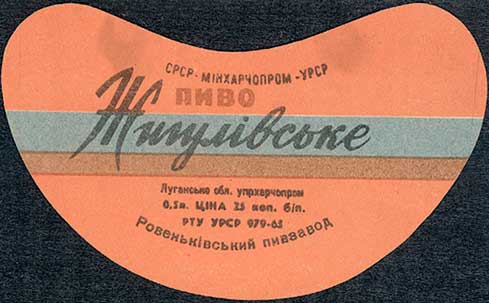 СРСР-МІНХАРЧОПРОМ-УРСР
ПИВО
Жигулівське
Луганське обл. упрхарчопром
0,5л. ЦІНА 25 коп. б/п.
РТУ УРСР 979-65
Ровеньківський пивзавод